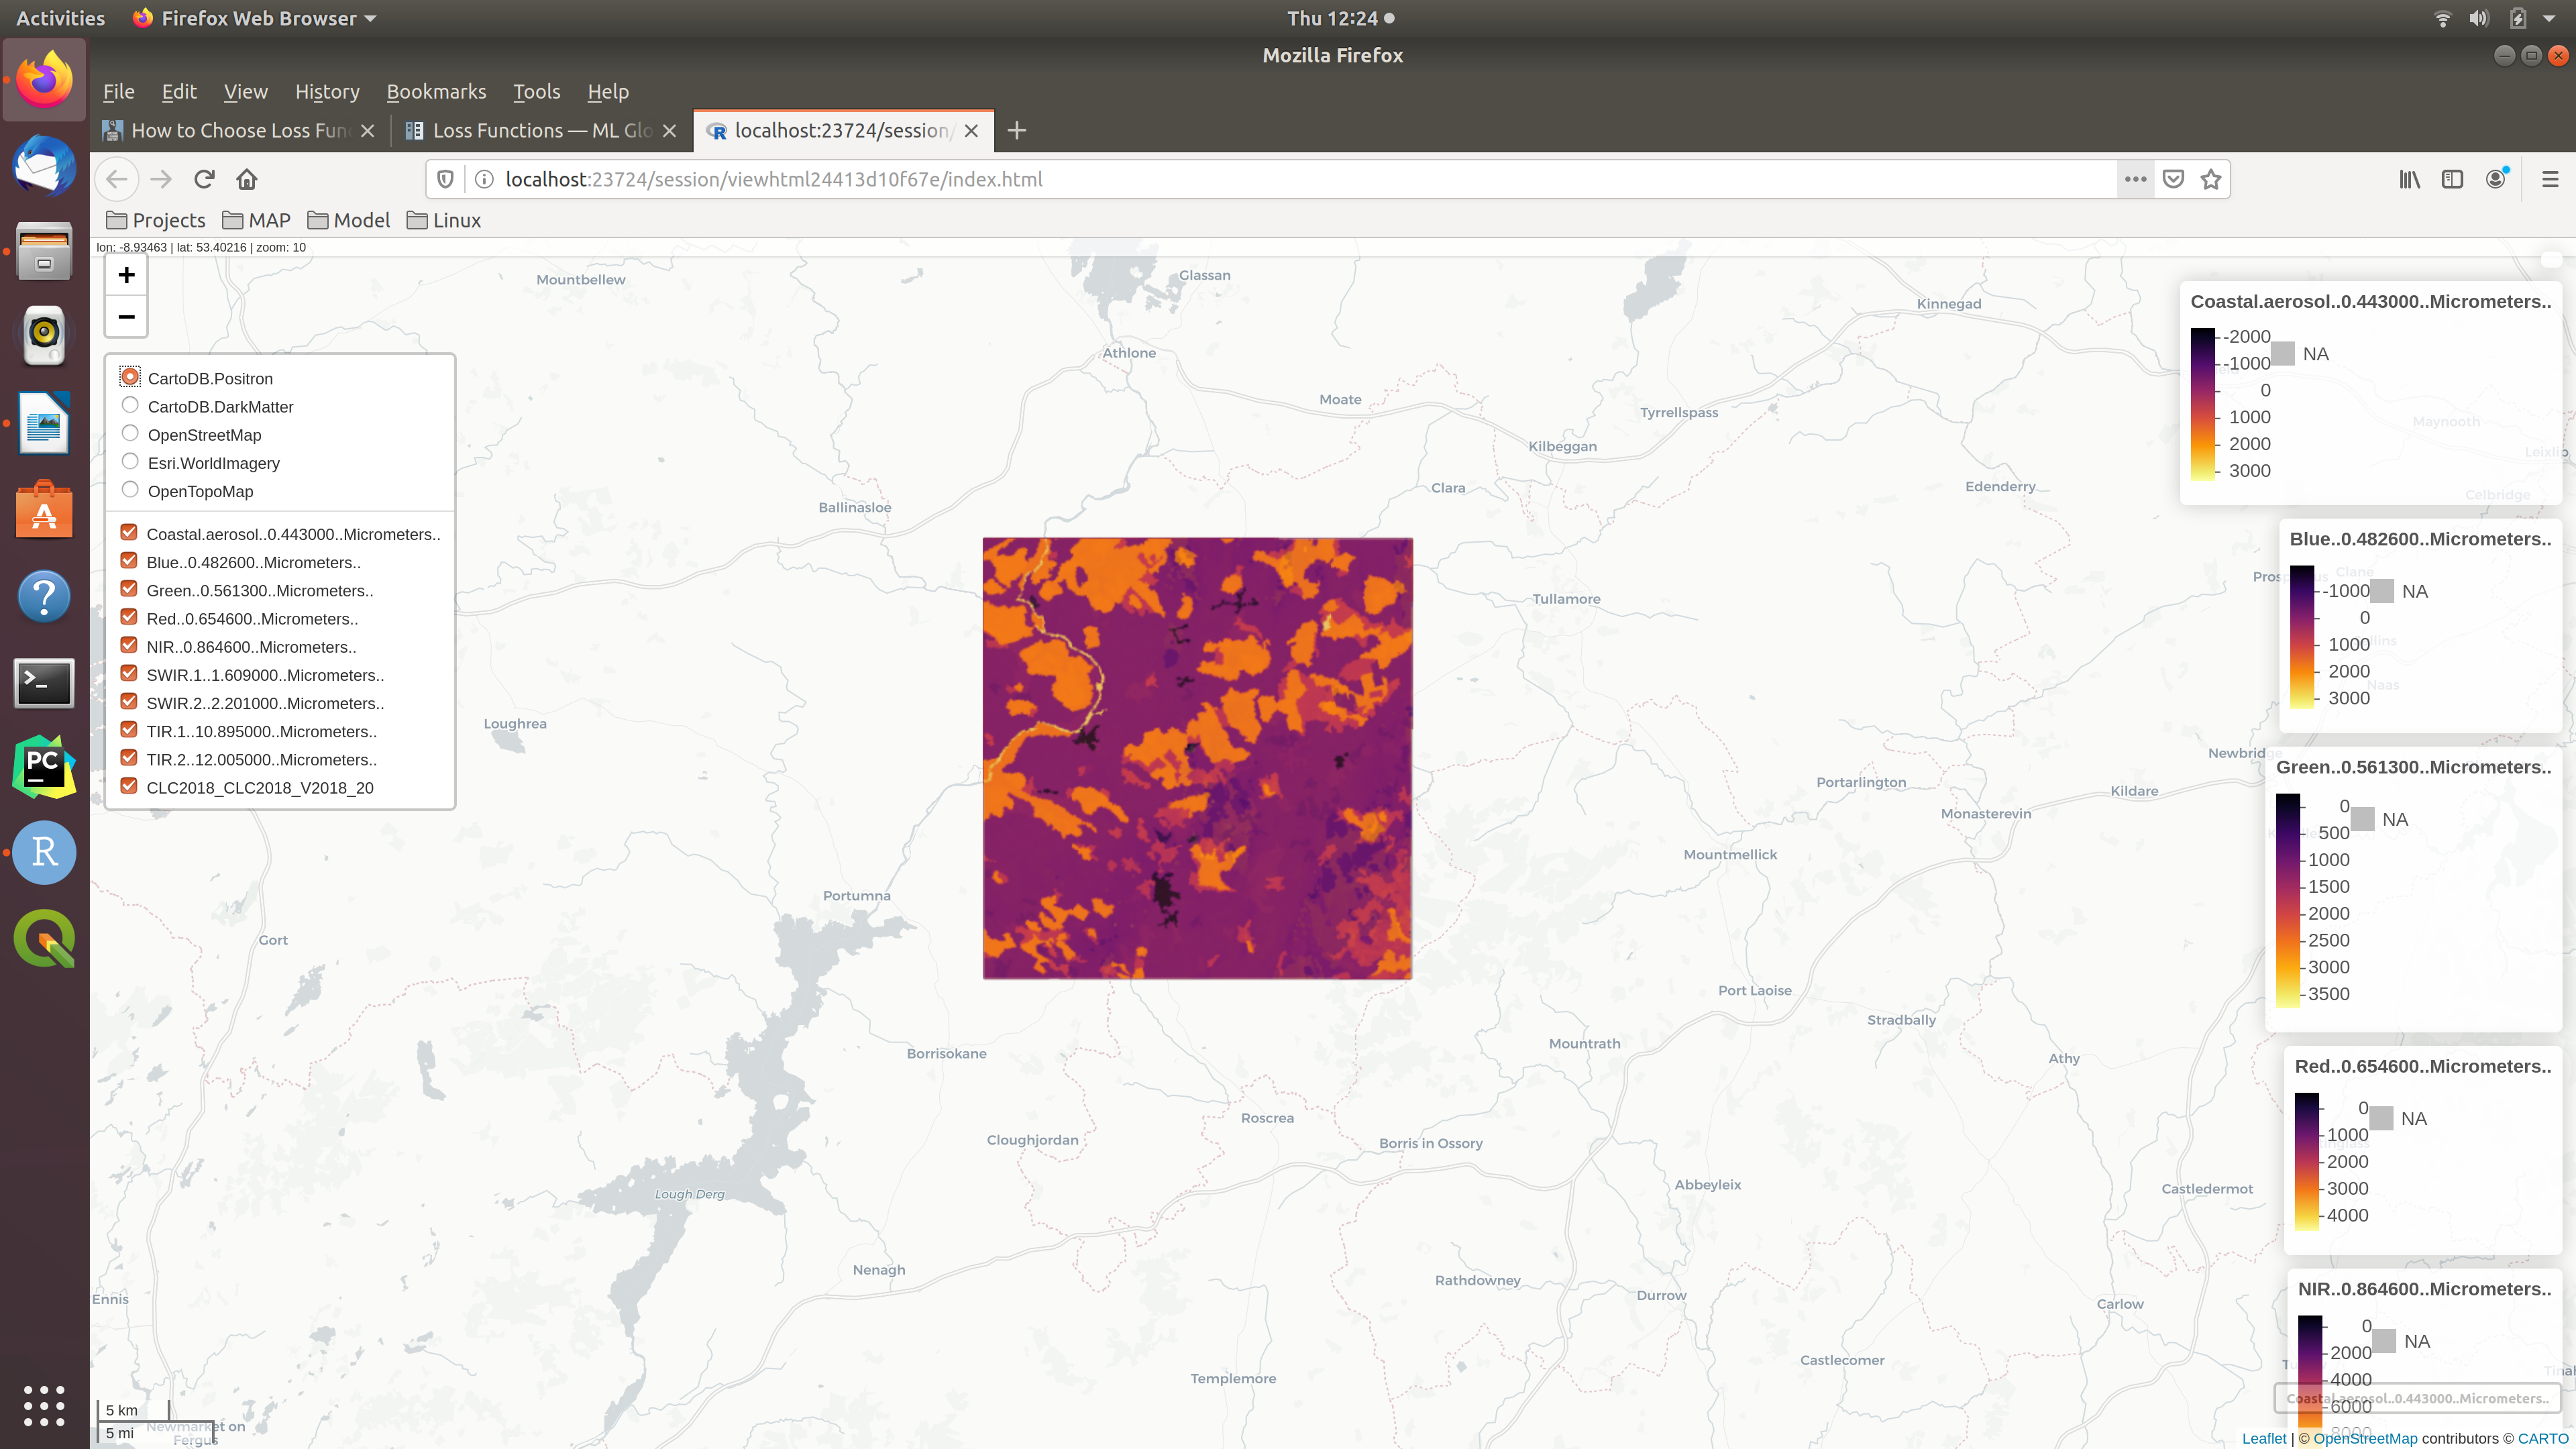 Activities Firefox Web Browser Thu 12:24
Mozilla Firefox
File Edit View History Bookmarks Tools Help
How to Choose Loss Fun Loss Functions — ML Glo localhost:23724/session/
localhost:23724/session/viewhtml24413d10f67e/index.html
Projects MAP Model Linux
lon: -8.93463 | lat: 53.40216 | zoom: 10
+
−
CartoDB.Positron
CartoDB.DarkMatter
OpenStreetMap
Esri.WorldImagery
OpenTopoMap
Coastal.aerosol..0.443000..Micrometers..
Blue..0.482600..Micrometers..
Green..0.561300..Micrometers..
Red..0.654600..Micrometers..
NIR..0.864600..Micrometers..
SWIR.1..1.609000..Micrometers..
SWIR.2..2.201000..Micrometers..
TIR.1..10.895000..Micrometers..
TIR.2..12.005000..Micrometers..
CLC2018_CLC2018_V2018_20
Mountbellew
Glassan
Kinnegad
Athlone
Moate
Tyrrellspass
Kilbeggan
Clara
Edenderry
Ballinasloe
Tullamore
Loughrea
Portarlington
Monasterevin
Kildare
Newbridge
Mountmellick
Portumna
Gort
Port Laoise
Stradbally
Mountrath
Borrisokane
Athy
Roscrea
Cloughjordan
Borris in Ossory
Abbeyleix
Castledermot
Lough Derg
Nenagh
Rathdowney
Durrow
Ennis
Carlow
Castlecomer
Templemore
Newmarket on
Fergus
Maynooth
Leixlip
Celbridge
Clane
Naas
Coastal.aerosol..0.443000..Micrometers..
-2000
-1000
0
1000
2000
3000
NA
Blue..0.482600..Micrometers..
-1000
0
1000
2000
3000
NA
Green..0.561300..Micrometers..
0
500
1000
1500
2000
2500
3000
3500
NA
Red..0.654600..Micrometers..
0
1000
2000
3000
4000
NA
NIR..0.864600..Micrometers..
0
2000
4000
6000
8000
NA
Coastal.aerosol..0.443000..Micrometers..
5 km
5 mi
Leaflet | © OpenStreetMap contributors © CARTO
PC
R